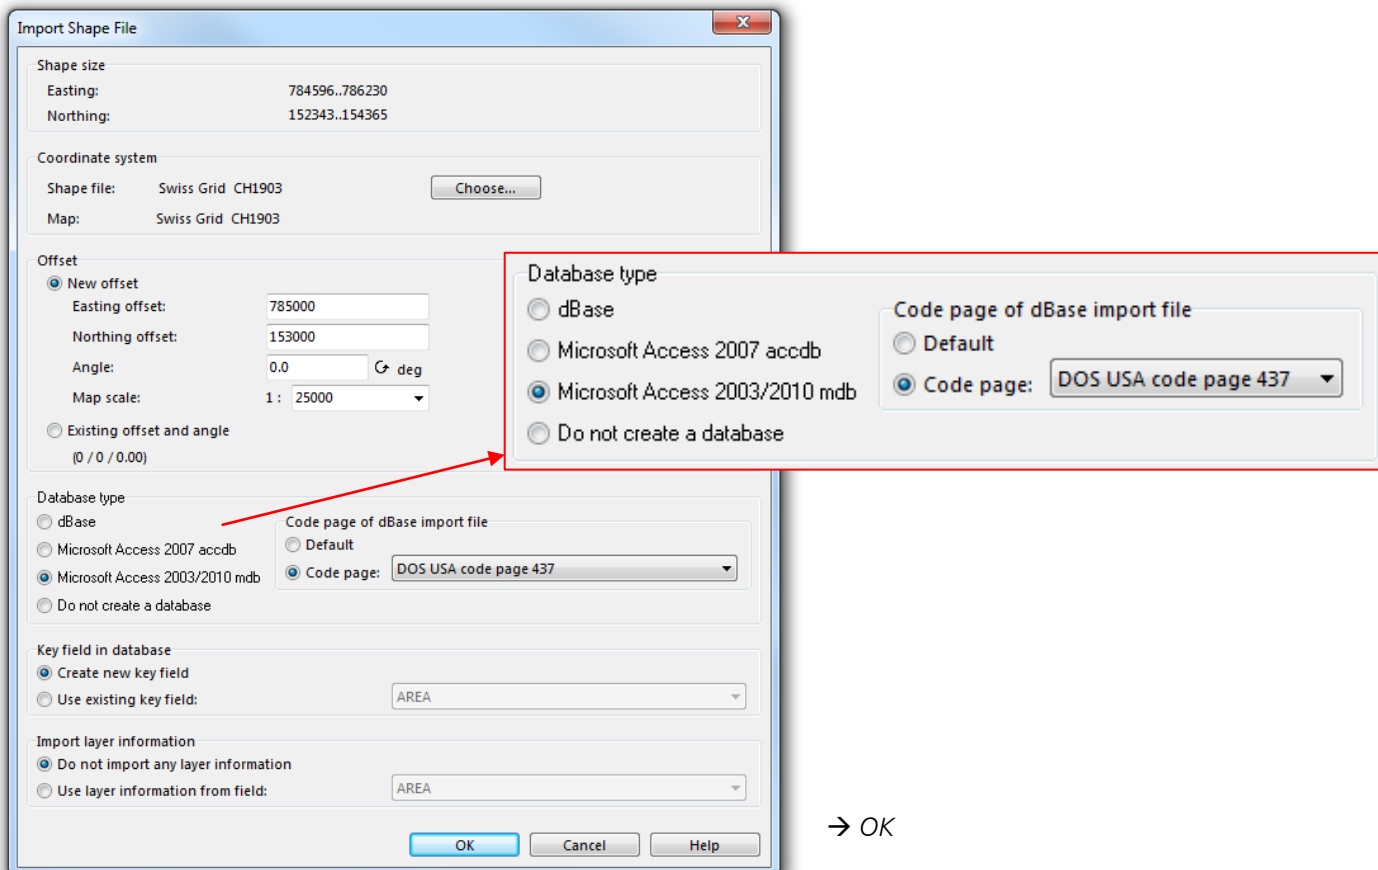 Import Shape File
x
Shape size
Easting: 784596..786230
Northing: 152343..154365
Coordinate system
Shape file: Swiss Grid CH1903 Choose...
Map: Swiss Grid CH1903
Offset
New offset
Easting offset: 785000
Northing offset: 153000
Angle: 0.0 deg
Map scale: 1 : 25000
Existing offset and angle
(0 / 0 / 0.00)
Database type
dBase
Microsoft Access 2007 accdb
Microsoft Access 2003/2010 mdb
Do not create a database
Code page of dBase import file
Default
Code page: DOS USA code page 437
Database type
dBase
Microsoft Access 2007 accdb
Microsoft Access 2003/2010 mdb
Do not create a database
Code page of dBase import file
Default
Code page: DOS USA code page 437
Key field in database
Create new key field
Use existing key field: AREA
Import layer information
Do not import any layer information
Use layer information from field: AREA
OK Cancel Help
→ OK